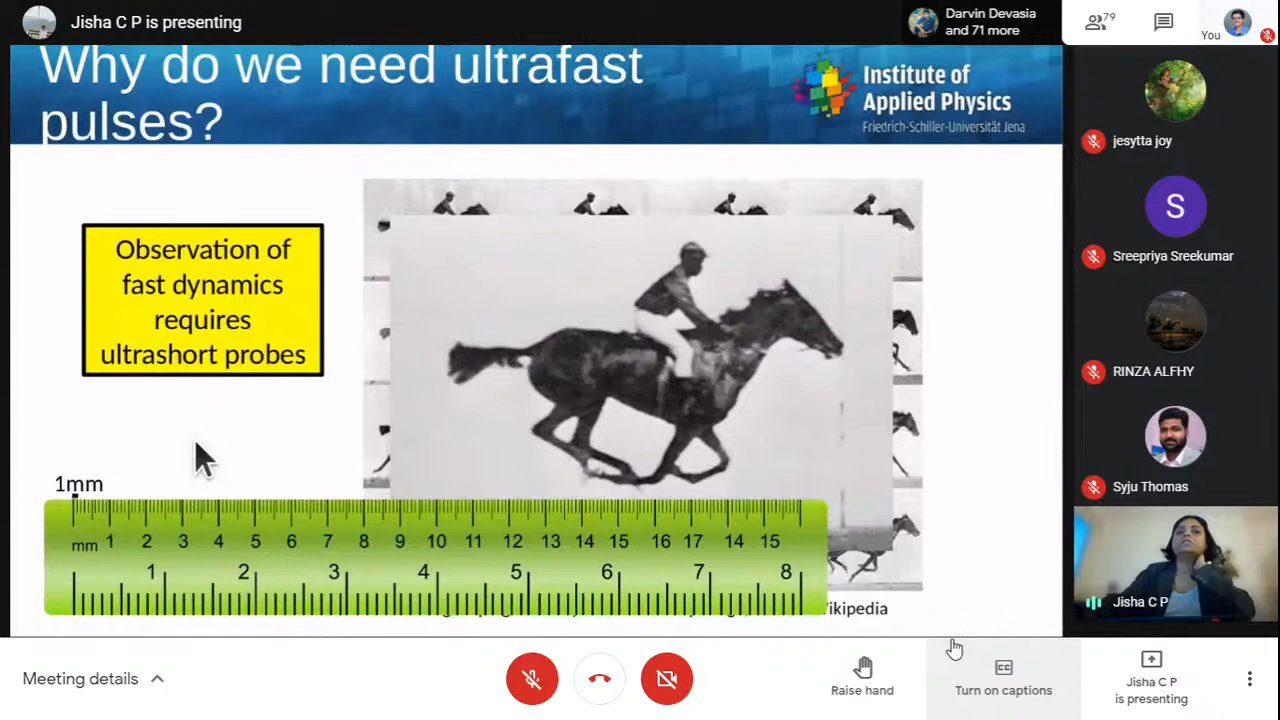 Jisha C P is presenting
Darvin Devasia
and 71 more
79
You
Why do we need ultrafast
pulses?
Institute of
Applied Physics
Friedrich-Schiller-Universität Jena
Observation of
fast dynamics
requires
ultrashort probes
1mm
mm 1 2 3 4 5 6 7 8 9 10 11 12 13 14 15 16 17 14 15
1 2 3 4 5 6 7 8
ikipedia
jesytta joy
S
Sreepriya Sreekumar
RINZA ALFHY
Syju Thomas
Jisha C P
Meeting details
Raise hand
CC
Turn on captions
Jisha C P
is presenting